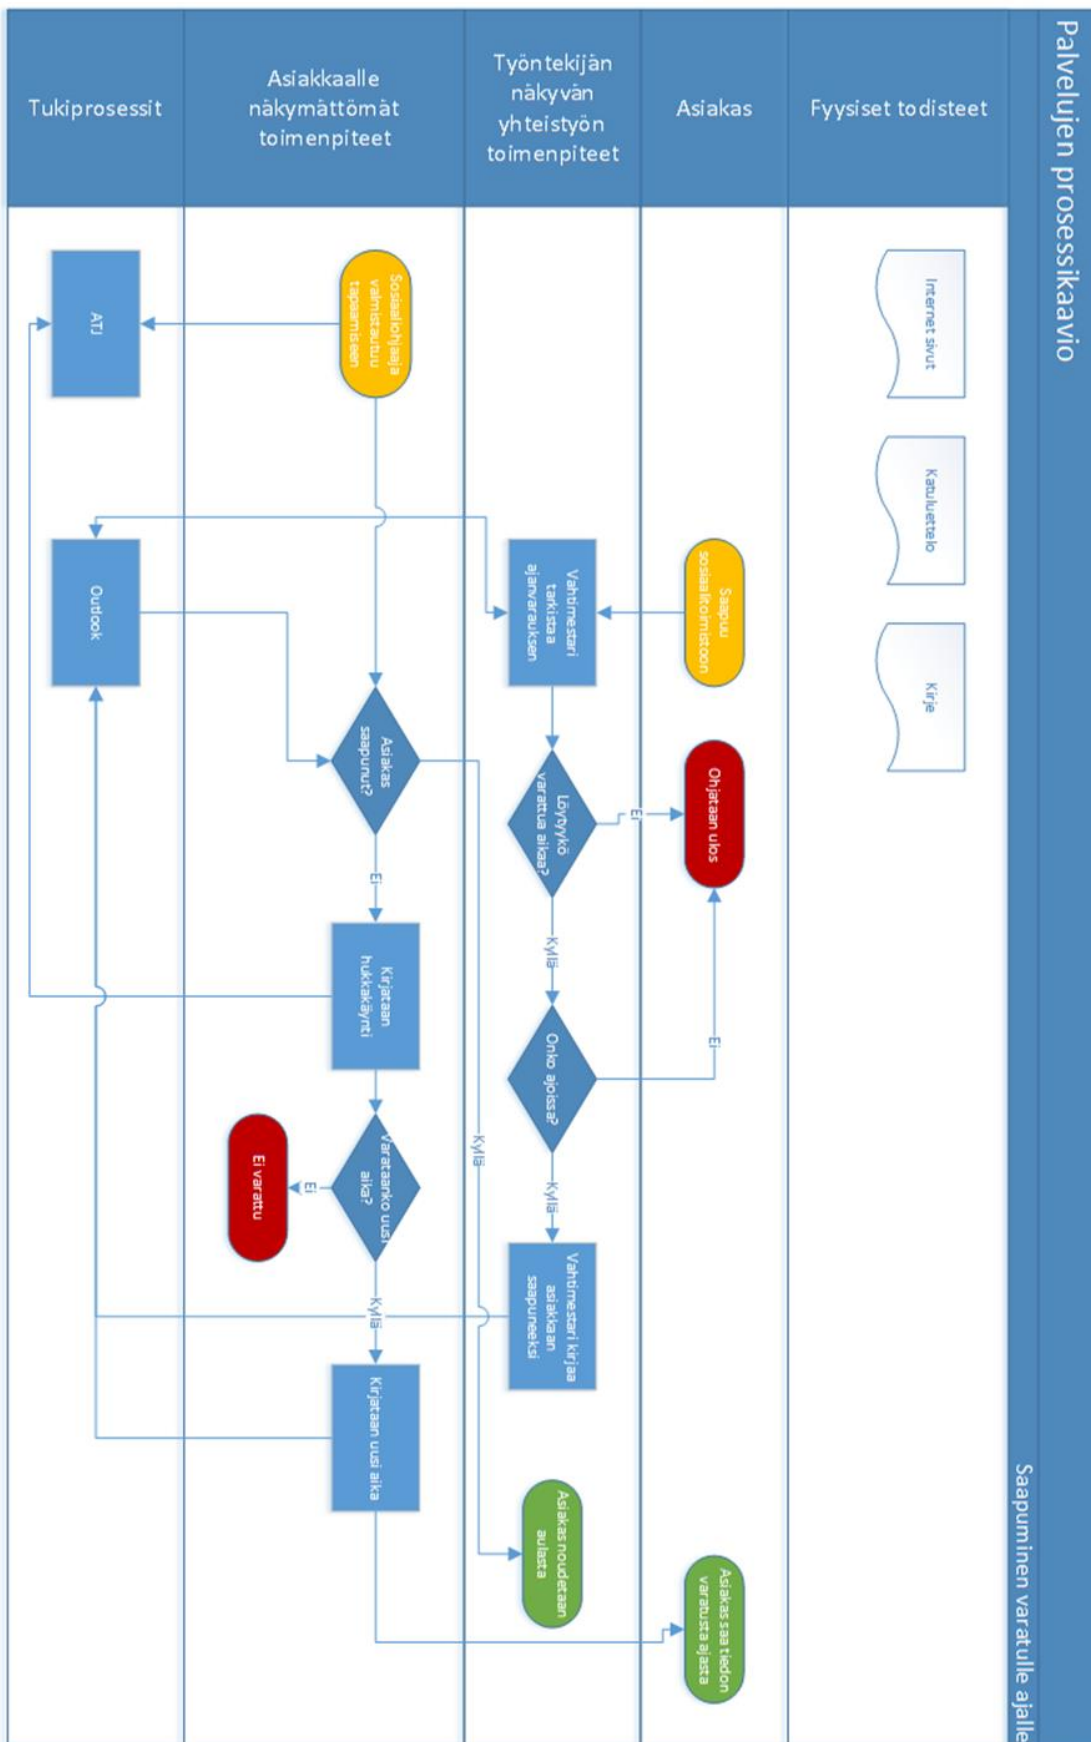 Palvelujen prosessikaavio
Saapuminen varatulle ajalle
Fyysiset todisteet
Internet sivut
Katuluettelo
Kirje
Asiakas
Saapuu
sosiaalitoimistoon
Ohjataan ulos
Asiakas saa tiedon
varatusta ajasta
Työntekijän
näkyvän
yhteistyön
toimenpiteet
Vahtimestari
tarkistaa
ajanvarauksen
Löytyykö
varattua aikaa?
Ei
Kyllä
Onko ajoissa?
Ei
Kyllä
Vahtimestari kirjaa
asiakkaan
saapuneeksi
Asiakas noudetaan
aulasta
Asiakkaalle
näkymättömät
toimenpiteet
Sosiaaliohjaaja
valmistautuu
tapaamiseen
Asiakas
saapunut?
Kyllä
Ei
Kirjataan
hukkakäynti
Varataanko uusi
aika?
Ei
Ei varattu
Kyllä
Kirjataan uusi aika
Tukiprosessit
ATJ
Outlook